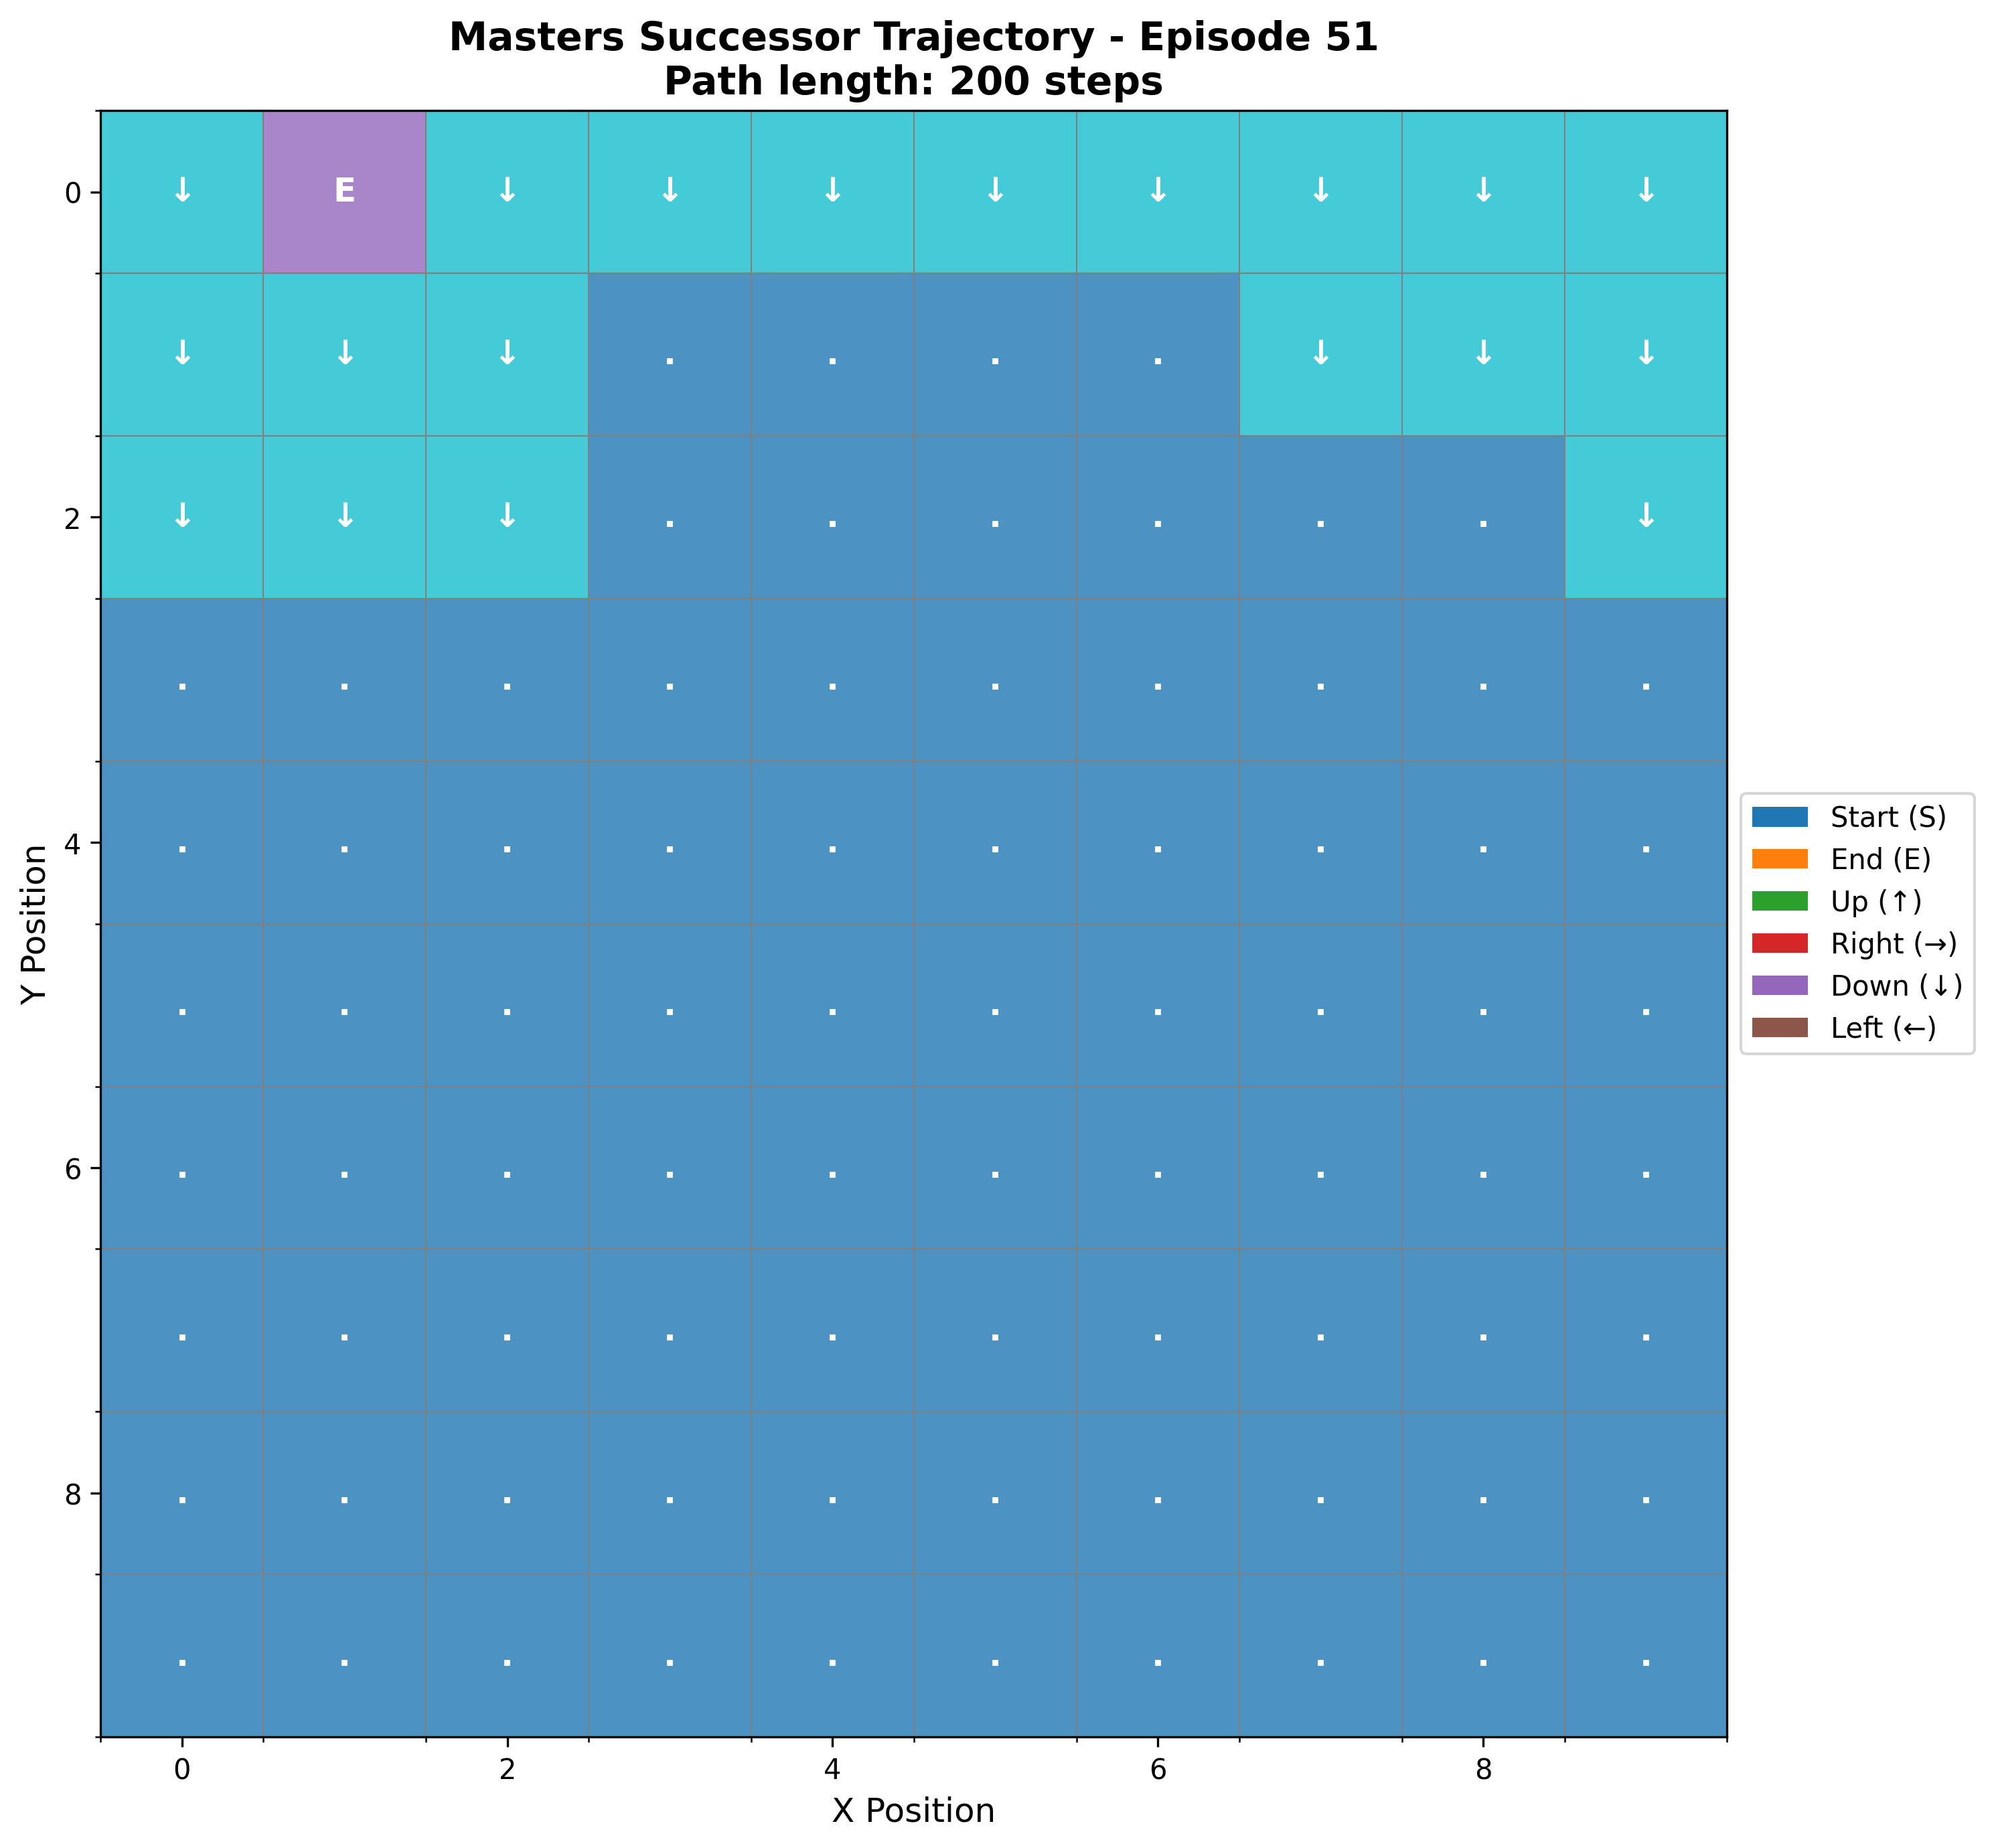 Masters Successor Trajectory - Episode 51
Path length: 200 steps
0 ↓ E ↓ ↓ ↓ ↓ ↓ ↓ ↓ ↓
↓ ↓ ↓ . . . . ↓ ↓ ↓
2 ↓ ↓ ↓ . . . . . . ↓
. . . . . . . . . .
4 . . . . . . . . . .
. . . . . . . . . .
6 . . . . . . . . . .
. . . . . . . . . .
8 . . . . . . . . . .
. . . . . . . . . .
0 2 4 6 8
X Position
Y Position
Start (S)
End (E)
Up (↑)
Right (→)
Down (↓)
Left (←)